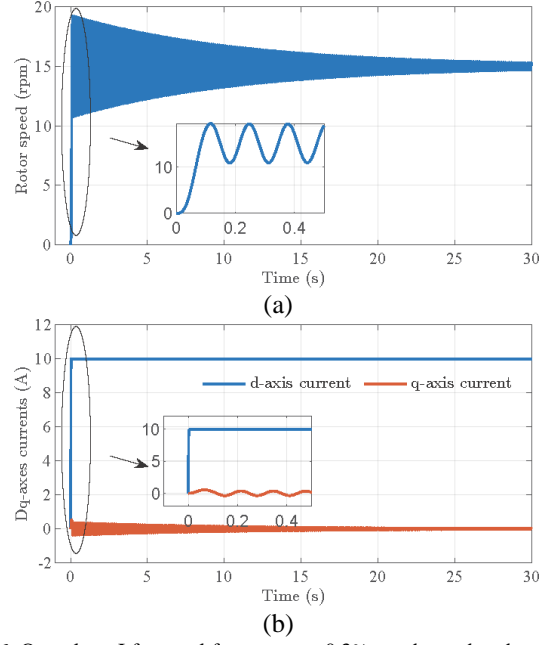 20
15
10
5
0
Rotor speed (rpm)
10
0
0 0.2 0.4
0 5 10 15 20 25 30
Time (s)
(a)
12
10
8
6
4
2
0
-2
Dq-axes currents (A)
d-axis current q-axis current
10
5
0
0 0.2 0.4
0 5 10 15 20 25 30
Time (s)
(b)